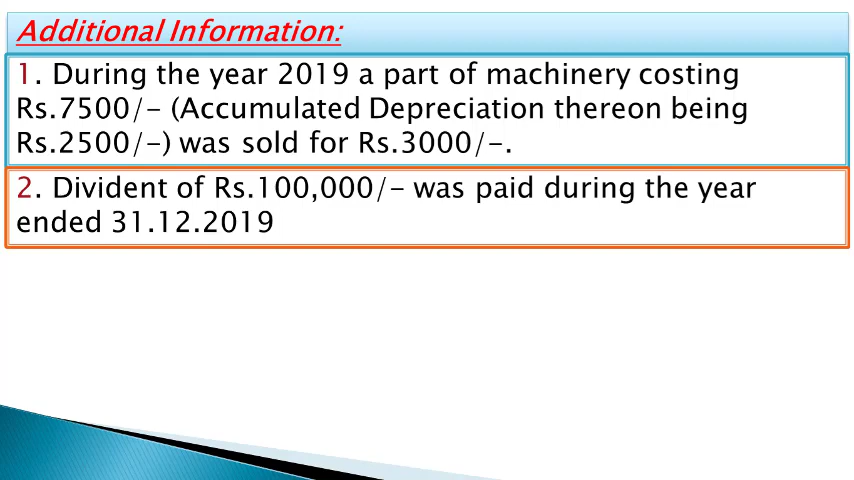 Additional Information:
1. During the year 2019 a part of machinery costing
Rs.7500/- (Accumulated Depreciation thereon being
Rs.2500/-) was sold for Rs.3000/-.
2. Divident of Rs.100,000/- was paid during the year
ended 31.12.2019